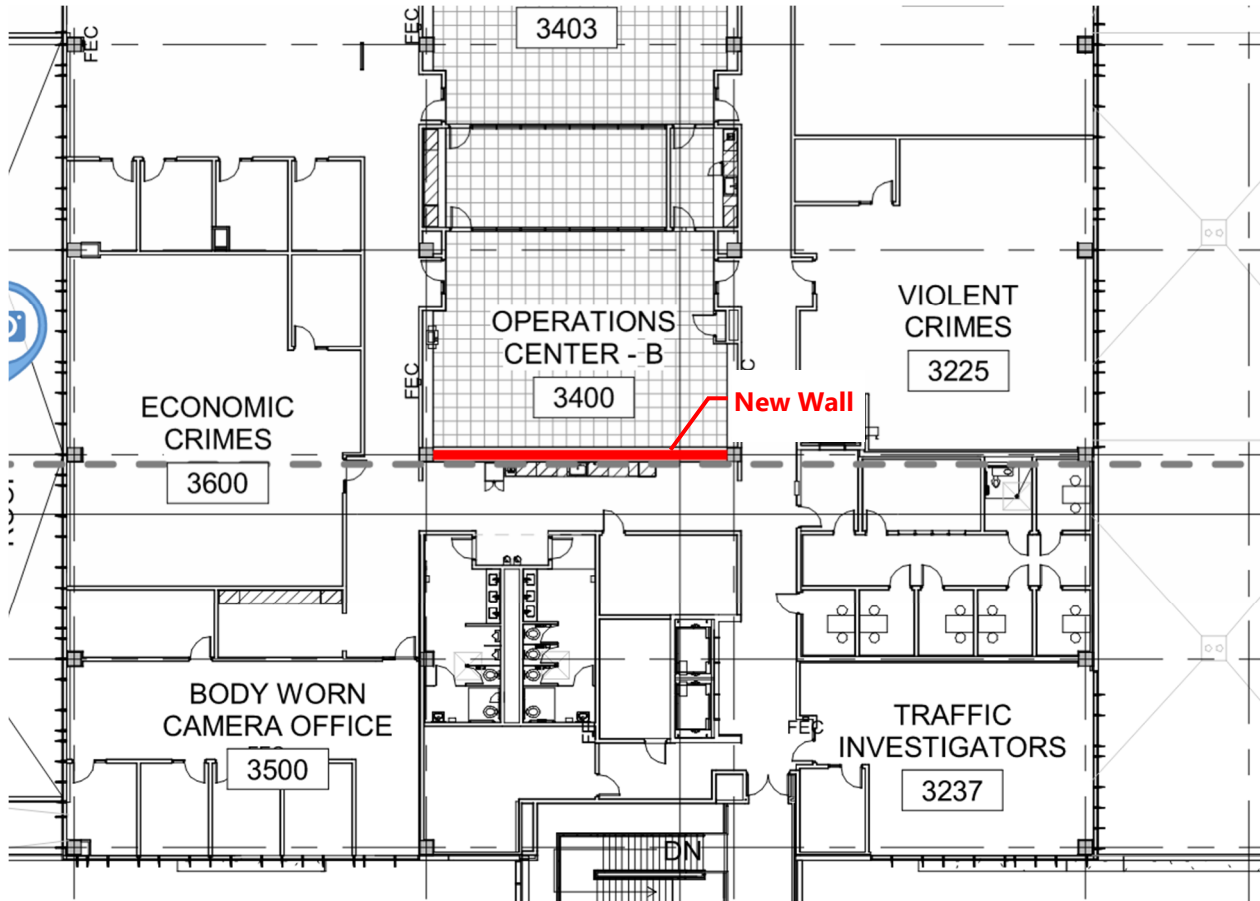 FEC
FEC
3403
OPERATIONS
CENTER - B
3400
VIOLENT
CRIMES
3225
FEC
New Wall
ECONOMIC
CRIMES
3600
BODY WORN
CAMERA OFFICE
3500
FEC
TRAFFIC
INVESTIGATORS
3237
DN